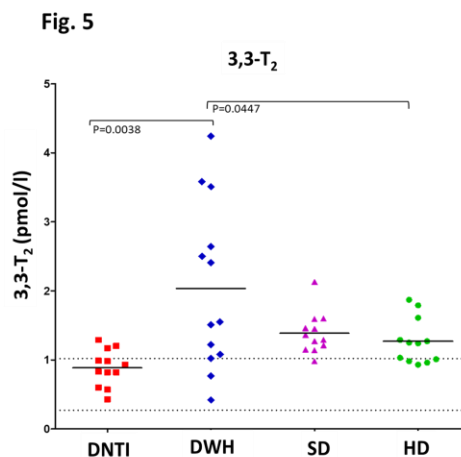 Fig. 5
3,3-T₂
P=0.0038
P=0.0447
3,3-T₂ (pmol/l)
5
4
3
2
1
0
DNTI DWH SD HD